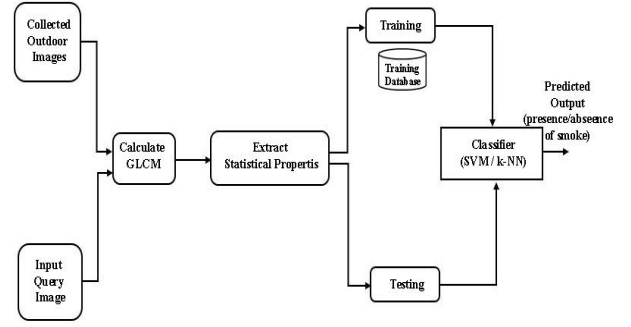 Collected
Outdoor
Images
Training
Training
Database
Predicted
Output
(presence/abseence
of smoke)
Calculate
GLCM
Extract
Statistical Propertis
Classifier
(SVM / k-NN)
Input
Query
Image
Testing